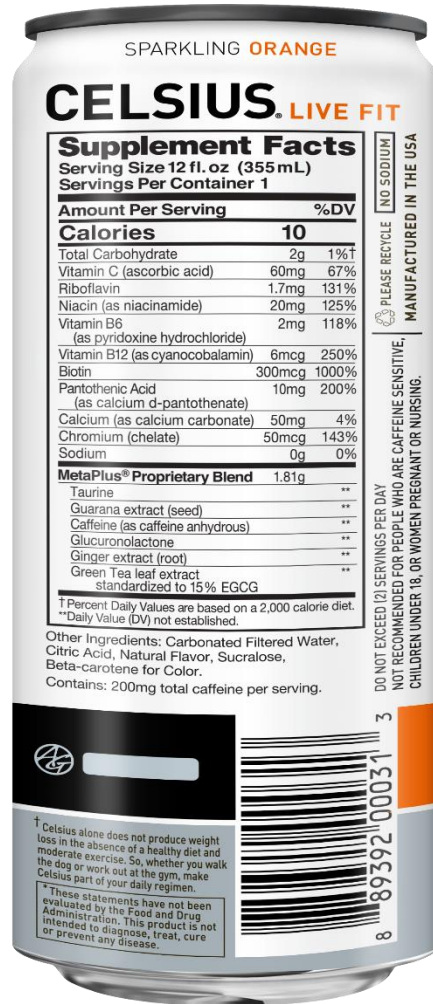 SPARKLING ORANGE
CELSIUS® LIVE FIT
Supplement Facts
Serving Size 12 fl. oz (355mL)
Servings Per Container 1
Amount Per Serving %DV
Calories 10
Total Carbohydrate 2g 1%†
Vitamin C (ascorbic acid) 60mg 67%
Riboflavin 1.7mg 131%
Niacin (as niacinamide) 20mg 125%
Vitamin B6 2mg 118%
(as pyridoxine hydrochloride)
Vitamin B12 (as cyanocobalamin) 6mcg 250%
Biotin 300mcg 1000%
Pantothenic Acid 10mg 200%
(as calcium d-pantothenate)
Calcium (as calcium carbonate) 50mg 4%
Chromium (chelate) 50mcg 143%
Sodium 0g 0%
MetaPlus® Proprietary Blend 1.81g
Taurine **
Guarana extract (seed) **
Caffeine (as caffeine anhydrous) **
Glucuronolactone **
Ginger extract (root) **
Green Tea leaf extract **
standardized to 15% EGCG
† Percent Daily Values are based on a 2,000 calorie diet.
**Daily Value (DV) not established.
Other Ingredients: Carbonated Filtered Water,
Citric Acid, Natural Flavor, Sucralose,
Beta-carotene for Color.
Contains: 200mg total caffeine per serving.
PLEASE RECYCLE NO SODIUM
MANUFACTURED IN THE USA
DO NOT EXCEED (2) SERVINGS PER DAY
NOT RECOMMENDED FOR PEOPLE WHO ARE CAFFEINE SENSITIVE,
CHILDREN UNDER 18, OR WOMEN PREGNANT OR NURSING.
† Celsius alone does not produce weight
loss in the absence of a healthy diet and
moderate exercise. So, whether you walk
the dog or work out at the gym, make
Celsius part of your daily regimen.
*These statements have not been
evaluated by the Food and Drug
Administration. This product is not
intended to diagnose, treat, cure
or prevent any disease.
8 89392 00031 3